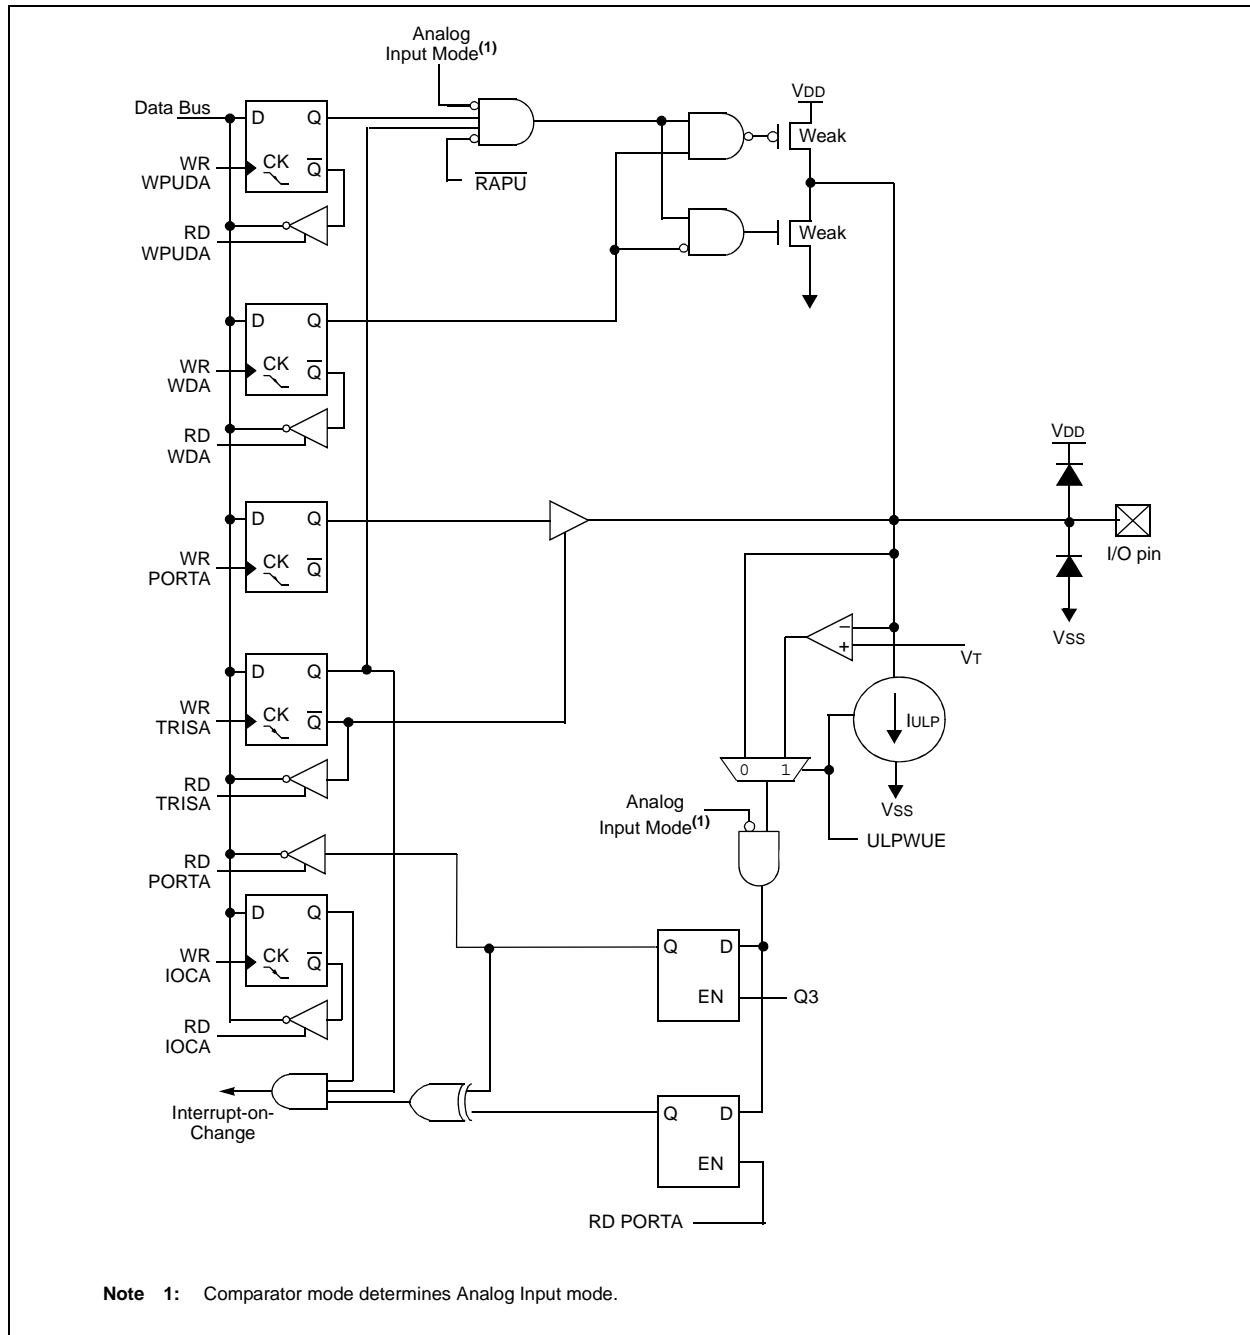 Analog
Input Mode(1)
Data Bus
D Q
CK Q̅
WR
WPUDA
RD
WPUDA
R̅A̅P̅U̅
VDD
Weak
Weak
D Q
CK Q̅
WR
WDA
RD
WDA
D Q
CK Q̅
WR
PORTA
VDD
I/O pin
VSS
− +
VT
D Q
CK Q̅
WR
TRISA
IULP
RD
TRISA
0 1
VSS
Analog
Input Mode(1)
ULPWUE
RD
PORTA
D Q
CK Q̅
WR
IOCA
Q D
EN
Q3
RD
IOCA
Interrupt-on-
Change
Q D
EN
RD PORTA
Note 1: Comparator mode determines Analog Input mode.